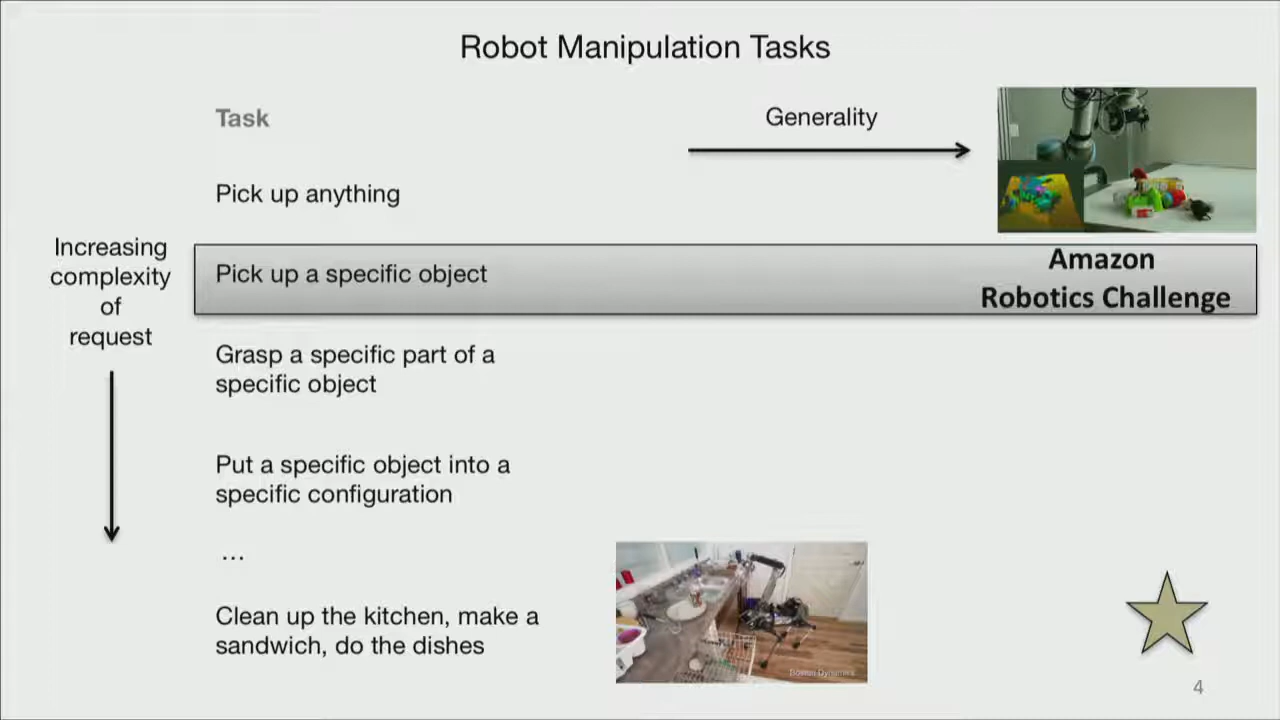 Robot Manipulation Tasks
Task
Generality
Pick up anything
Increasing
complexity
of
request
Pick up a specific object
Amazon
Robotics Challenge
Grasp a specific part of a
specific object
Put a specific object into a
specific configuration
...
Clean up the kitchen, make a
sandwich, do the dishes
Boston Dynamics
4